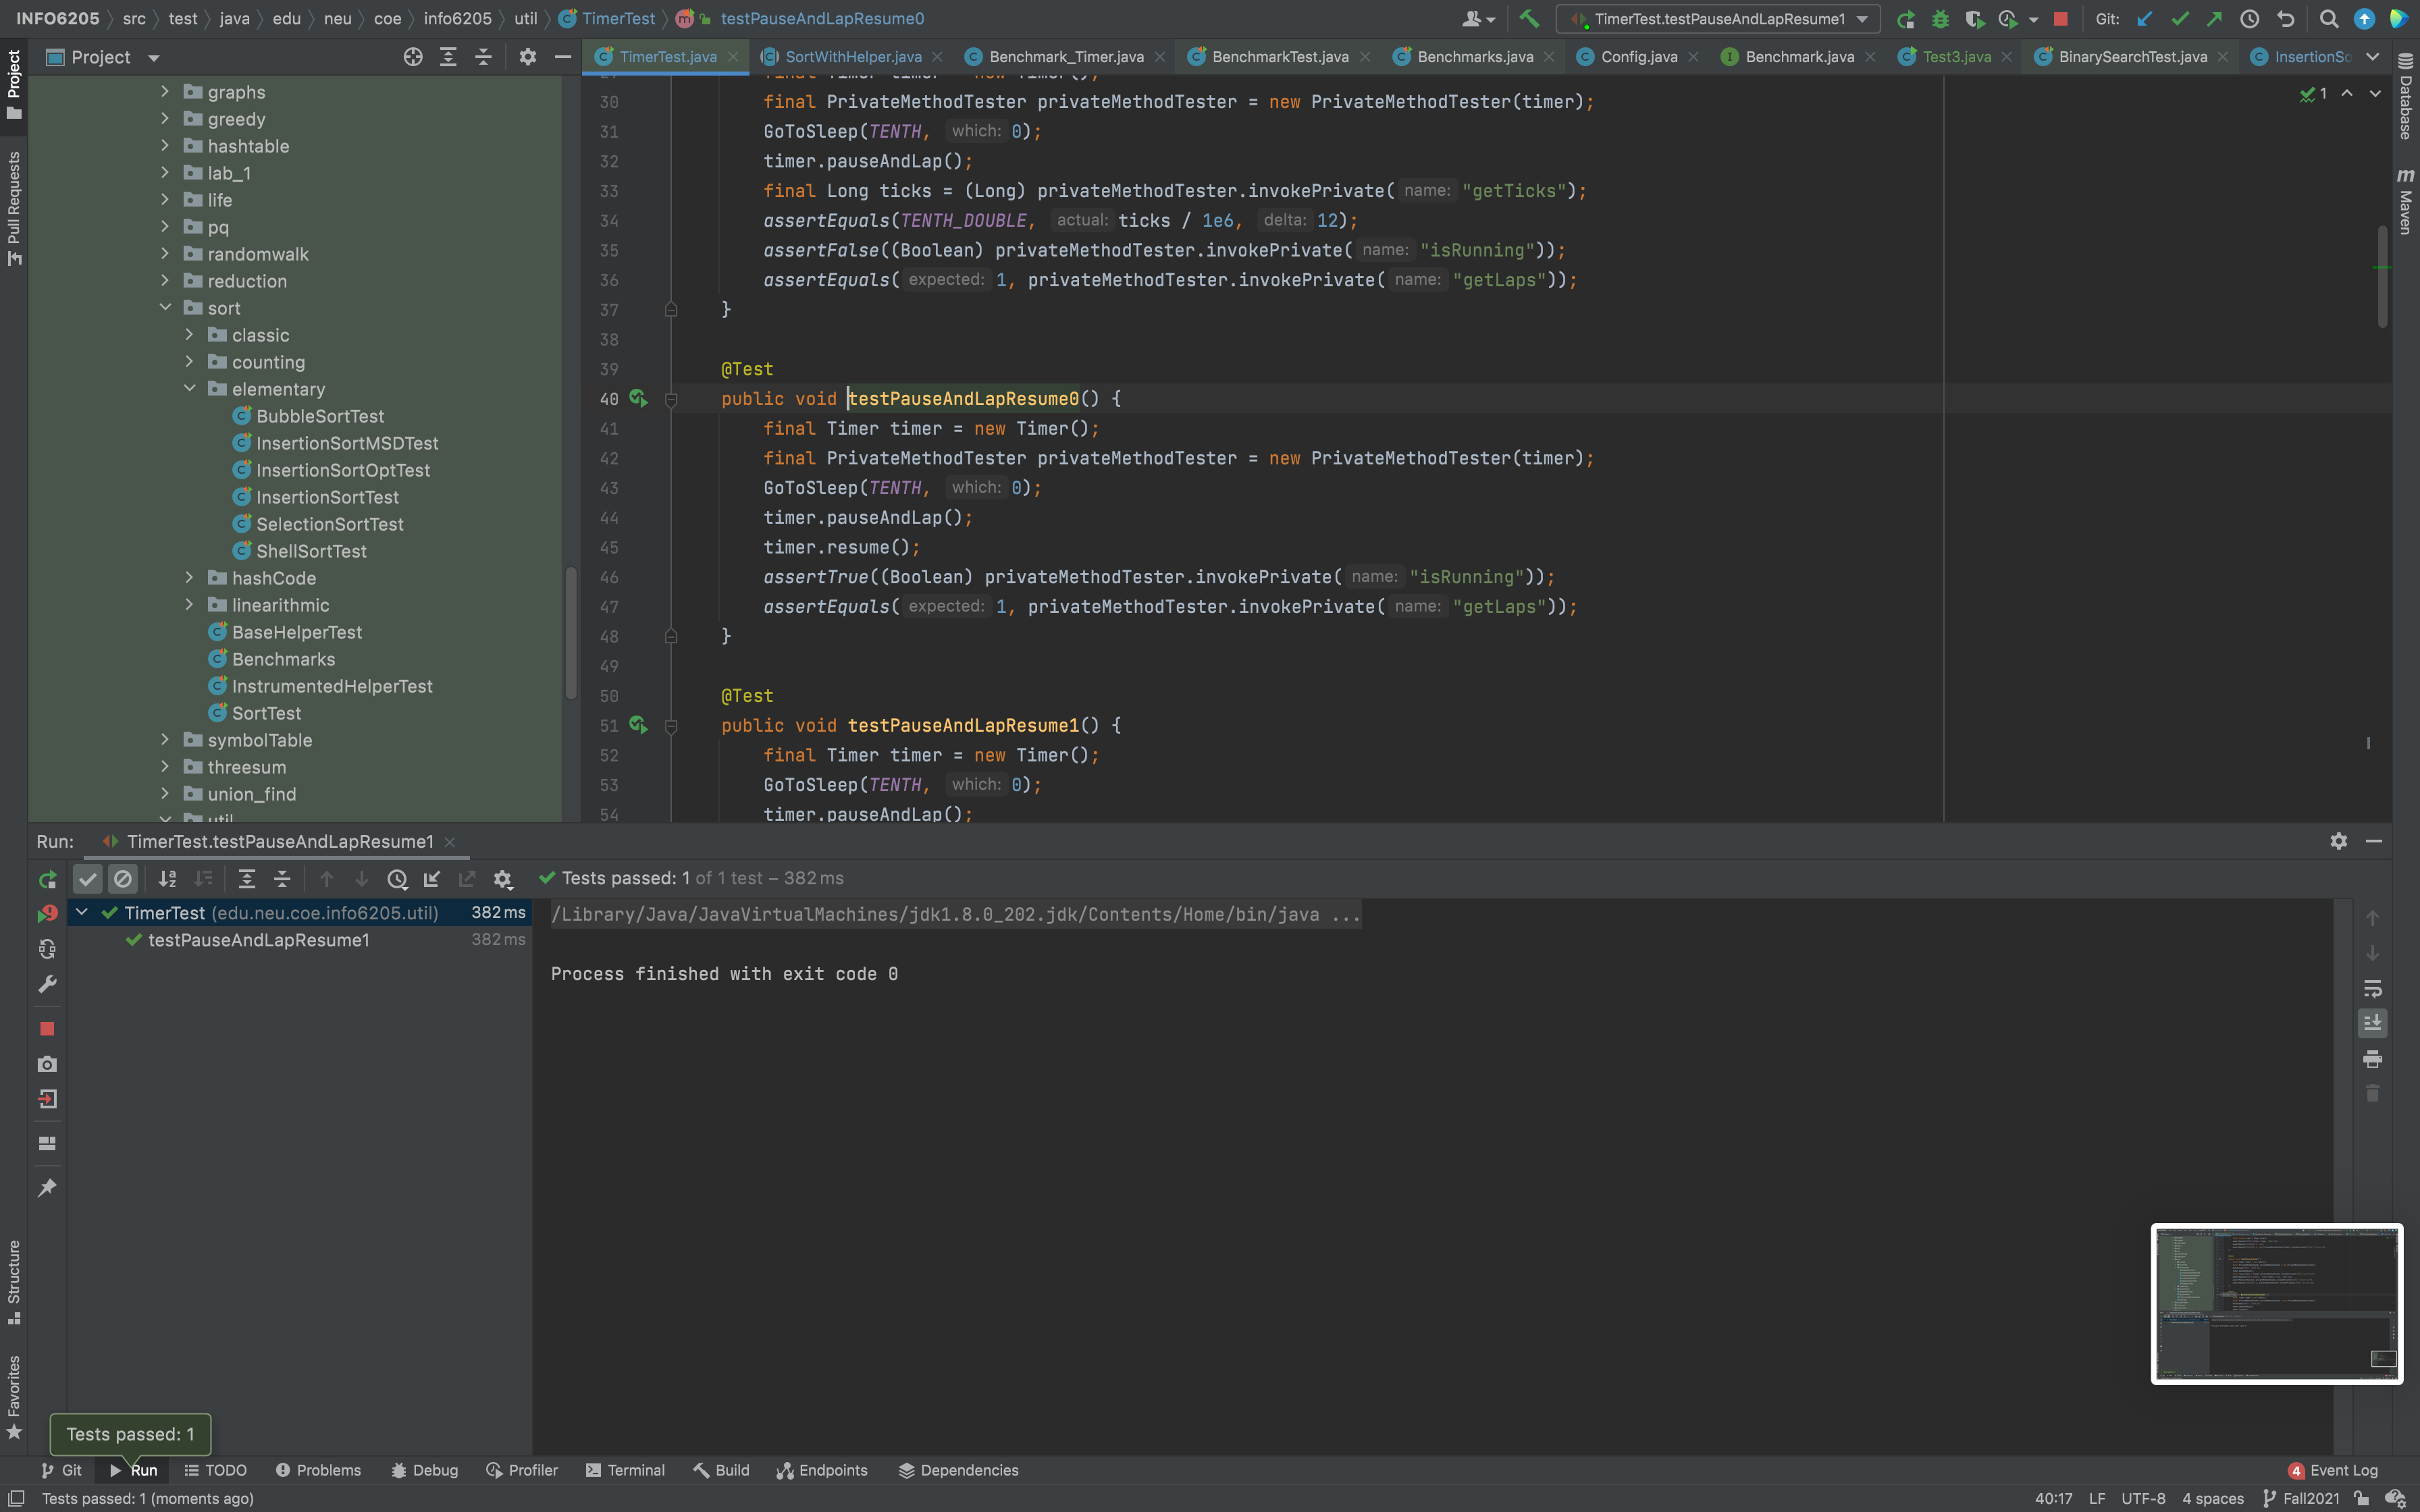 INFO6205 src test java edu neu coe info6205 util TimerTest testPauseAndLapResume0
TimerTest.testPauseAndLapResume1 Git:
Project
TimerTest.java SortWithHelper.java Benchmark_Timer.java BenchmarkTest.java Benchmarks.java Config.java Benchmark.java Test3.java BinarySearchTest.java InsertionSo
Project
Pull Requests
Structure
Favorites
Database
Maven
graphs
greedy
hashtable
lab_1
life
pq
randomwalk
reduction
sort
classic
counting
elementary
BubbleSortTest
InsertionSortMSDTest
InsertionSortOptTest
InsertionSortTest
SelectionSortTest
ShellSortTest
hashCode
linearithmic
BaseHelperTest
Benchmarks
InstrumentedHelperTest
SortTest
symbolTable
threesum
union_find
util
1
30 final PrivateMethodTester privateMethodTester = new PrivateMethodTester(timer);
31 GoToSleep(TENTH, which: 0);
32 timer.pauseAndLap();
33 final Long ticks = (Long) privateMethodTester.invokePrivate( name: "getTicks");
34 assertEquals(TENTH_DOUBLE, actual: ticks / 1e6, delta: 12);
35 assertFalse((Boolean) privateMethodTester.invokePrivate( name: "isRunning"));
36 assertEquals( expected: 1, privateMethodTester.invokePrivate( name: "getLaps"));
37 }
38
39 @Test
40 public void testPauseAndLapResume0() {
41 final Timer timer = new Timer();
42 final PrivateMethodTester privateMethodTester = new PrivateMethodTester(timer);
43 GoToSleep(TENTH, which: 0);
44 timer.pauseAndLap();
45 timer.resume();
46 assertTrue((Boolean) privateMethodTester.invokePrivate( name: "isRunning"));
47 assertEquals( expected: 1, privateMethodTester.invokePrivate( name: "getLaps"));
48 }
49
50 @Test
51 public void testPauseAndLapResume1() {
52 final Timer timer = new Timer();
53 GoToSleep(TENTH, which: 0);
54 timer.pauseAndLap();
Run: TimerTest.testPauseAndLapResume1
Tests passed: 1 of 1 test – 382 ms
TimerTest (edu.neu.coe.info6205.util) 382 ms
testPauseAndLapResume1 382 ms
/Library/Java/JavaVirtualMachines/jdk1.8.0_202.jdk/Contents/Home/bin/java ...
Process finished with exit code 0
Tests passed: 1
Git Run TODO Problems Debug Profiler Terminal Build Endpoints Dependencies 4 Event Log
Tests passed: 1 (moments ago) 40:17 LF UTF-8 4 spaces Fall2021